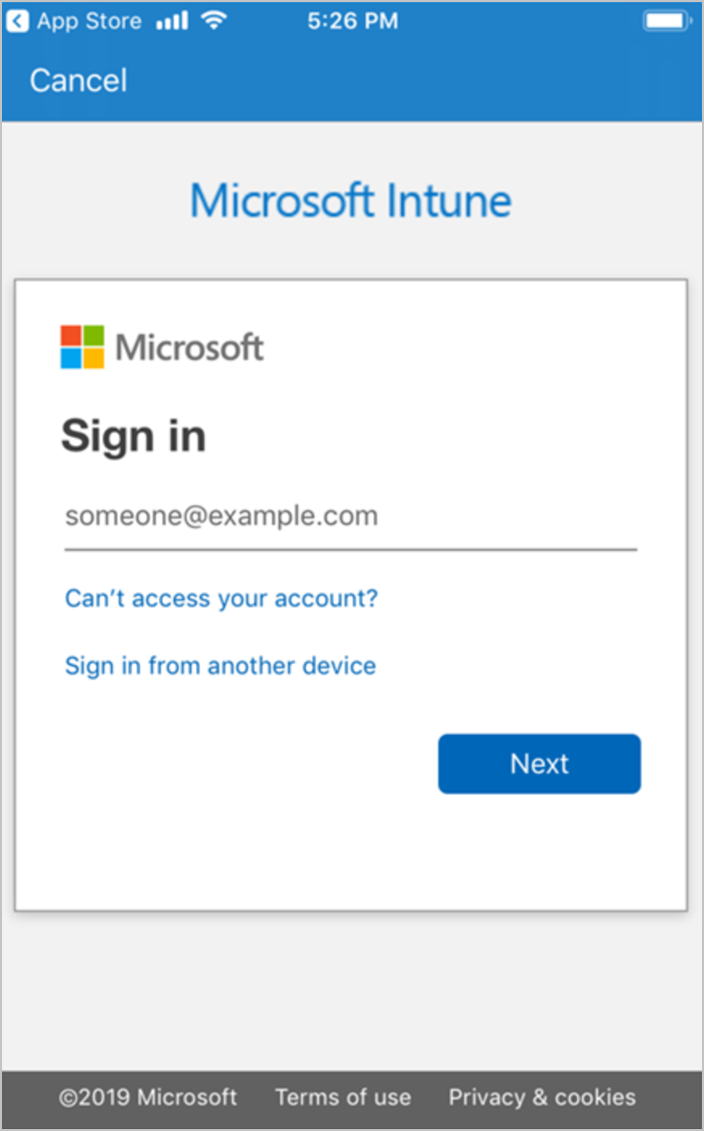 App Store 5:26 PM
Cancel
Microsoft Intune
Microsoft
Sign in
someone@example.com
Can’t access your account?
Sign in from another device
Next
©2019 Microsoft Terms of use Privacy & cookies